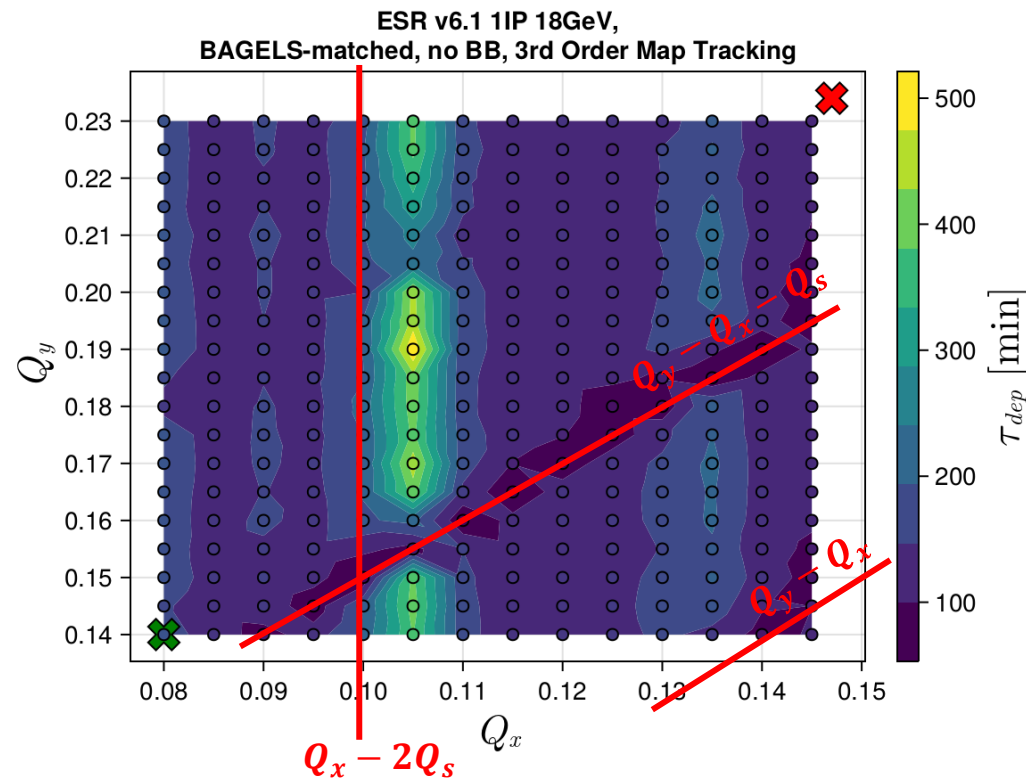 ESR v6.1 1IP 18GeV,
BAGELS-matched, no BB, 3rd Order Map Tracking
0.23
0.22
0.21
0.20
0.19
0.18
0.17
0.16
0.15
0.14
Q_y
0.08
0.09
0.10
0.11
0.12
0.13
0.14
0.15
Q_x
Q_x − 2Q_s
Q_y − Q_x − Q_s
Q_y − Q_x
500
400
300
200
100
τ_dep [min]